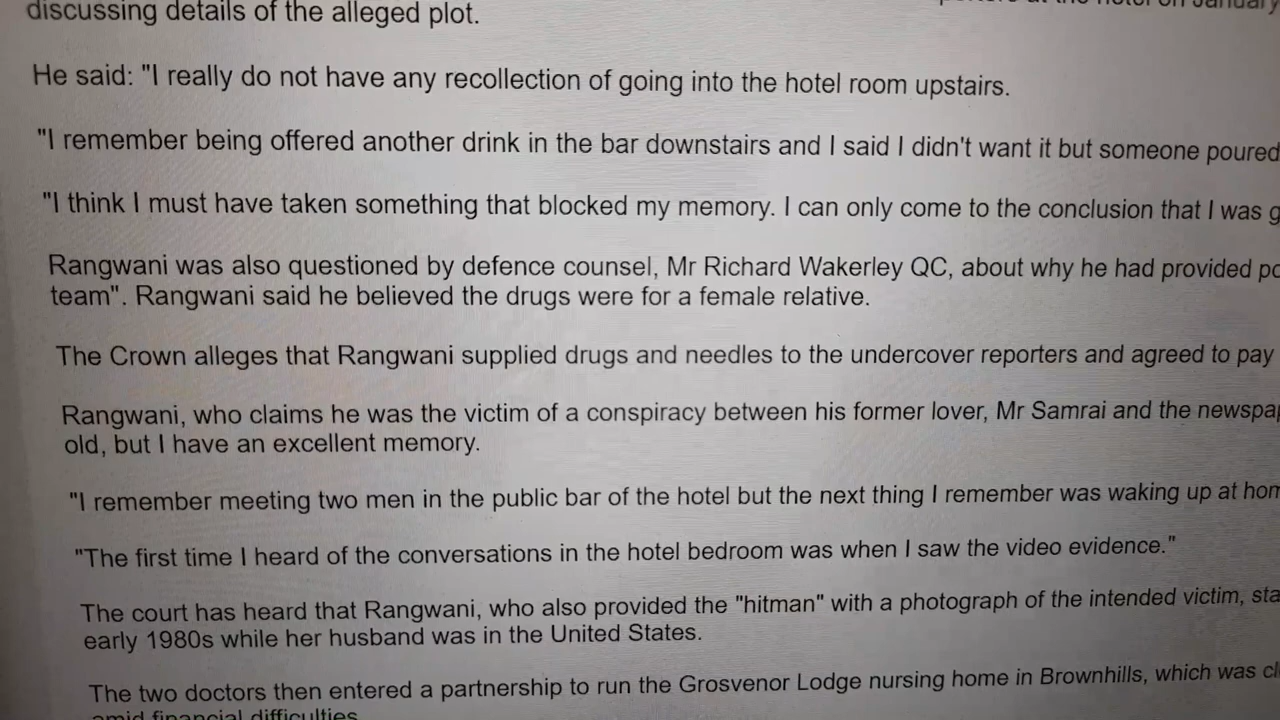 discussing details of the alleged plot.
at the hotel on January
He said: "I really do not have any recollection of going into the hotel room upstairs.
"I remember being offered another drink in the bar downstairs and I said I didn't want it but someone poured
"I think I must have taken something that blocked my memory. I can only come to the conclusion that I was
Rangwani was also questioned by defence counsel, Mr Richard Wakerley QC, about why he had provided
team". Rangwani said he believed the drugs were for a female relative.
The Crown alleges that Rangwani supplied drugs and needles to the undercover reporters and agreed to pay
Rangwani, who claims he was the victim of a conspiracy between his former lover, Mr Samrai and the
old, but I have an excellent memory.
"I remember meeting two men in the public bar of the hotel but the next thing I remember was waking up at
"The first time I heard of the conversations in the hotel bedroom was when I saw the video evidence."
The court has heard that Rangwani, who also provided the "hitman" with a photograph of the intended victim,
early 1980s while her husband was in the United States.
The two doctors then entered a partnership to run the Grosvenor Lodge nursing home in Brownhills, which was
amid financial difficulties.